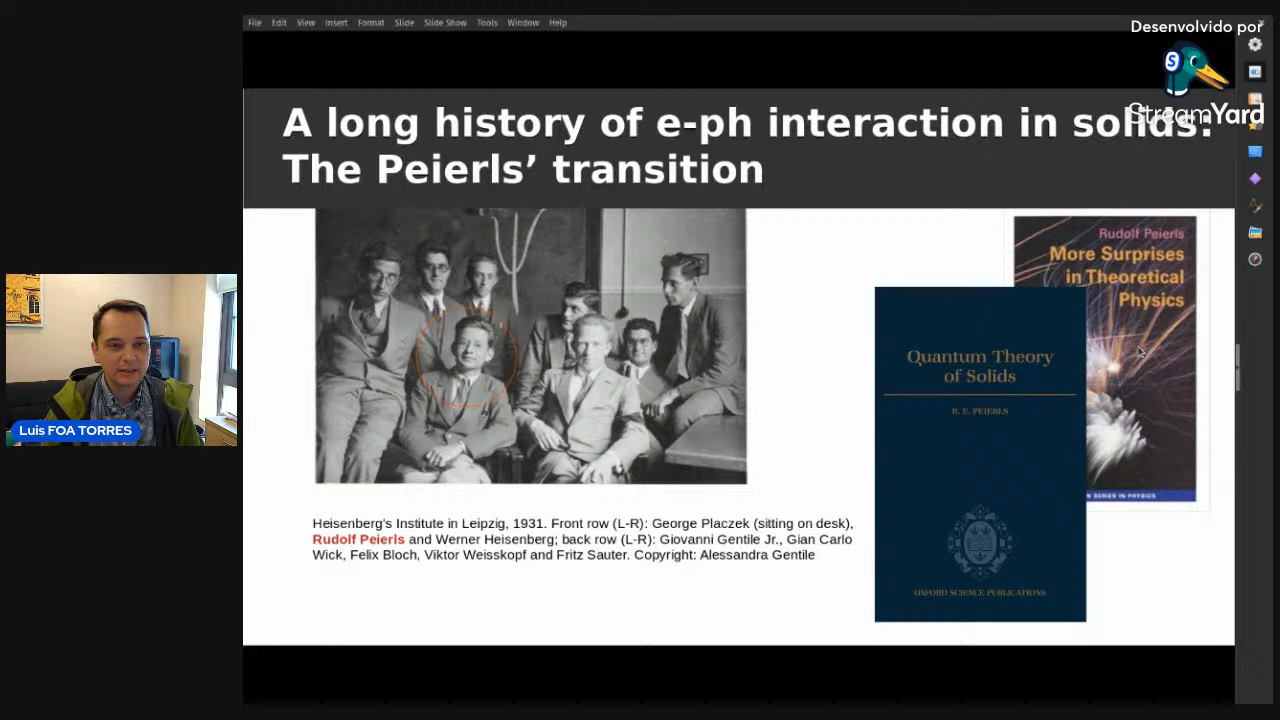 File Edit View Insert Format Slide Slide Show Tools Window Help
Desenvolvido por
S
StreamYard
A long history of e-ph interaction in solids:
The Peierls’ transition
Rudolf Peierls
More Surprises
in Theoretical
Physics
N SERIES IN PHYSICS
Quantum Theory
of Solids
R. E. PEIERLS
OXFORD SCIENCE PUBLICATIONS
Luis FOA TORRES
Heisenberg's Institute in Leipzig, 1931. Front row (L-R): George Placzek (sitting on desk),
Rudolf Peierls and Werner Heisenberg; back row (L-R): Giovanni Gentile Jr., Gian Carlo
Wick, Felix Bloch, Viktor Weisskopf and Fritz Sauter. Copyright: Alessandra Gentile